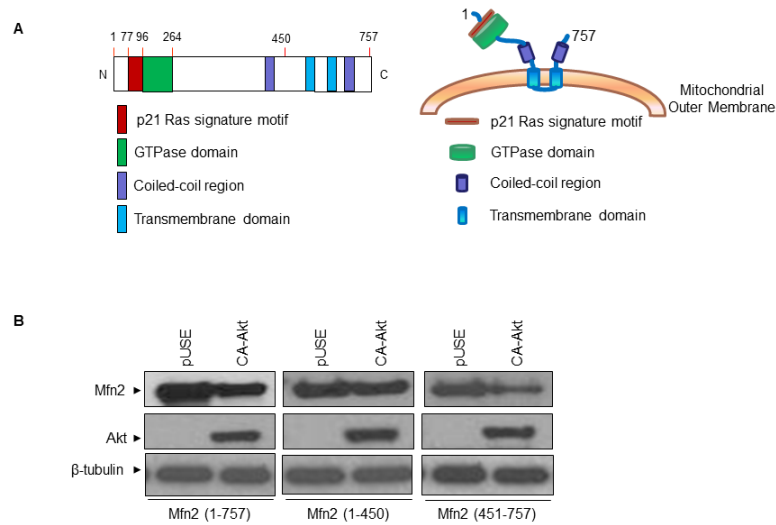 A
1 77 96 264 450 757
N C
p21 Ras signature motif
GTPase domain
Coiled-coil region
Transmembrane domain
1 757
Mitochondrial
Outer Membrane
p21 Ras signature motif
GTPase domain
Coiled-coil region
Transmembrane domain
B
pUSE CA-Akt pUSE CA-Akt pUSE CA-Akt
Mfn2
Akt
β-tubulin
Mfn2 (1-757) Mfn2 (1-450) Mfn2 (451-757)